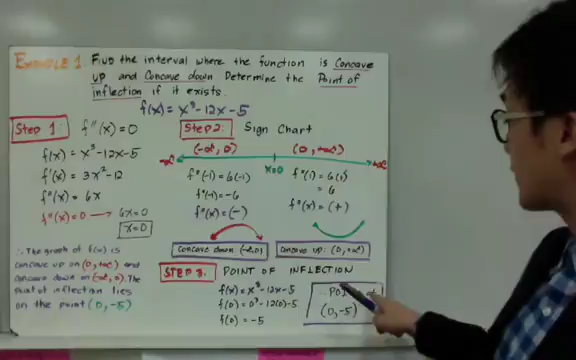 EXAMPLE 1. Find the interval where the function is Concave
up and Concave down Determine the Point of
inflection if it exists.
f(x) = x³-12x-5
Step 1
f"(x) = 0
f(x) = x³-12x-5
f'(x) = 3x²-12
f"(x) = 6x
f"(x) = 0 → 6x=0
x=0
∴ The graph of f(x) is
concave up on (0,+∞) and
concave down on (-∞, 0). The
point of inflection lies
on the point (0,-5)
Step 2: Sign Chart
(-∞, 0) (0, +∞)
-∞ x=0 +∞
f"(-1) = 6(-1)
f"(-1) = -6
f"(x) = (-)
f"(1) = 6(1)
= 6
f"(x) = (+)
Concave down: (-∞,0)
Concave up: (0, +∞)
STEP 3: POINT OF INFLECTION
f(x) = x³-12x-5
f(0) = 0³-12(0)-5
f(0) = -5
POI at
(0,-5)